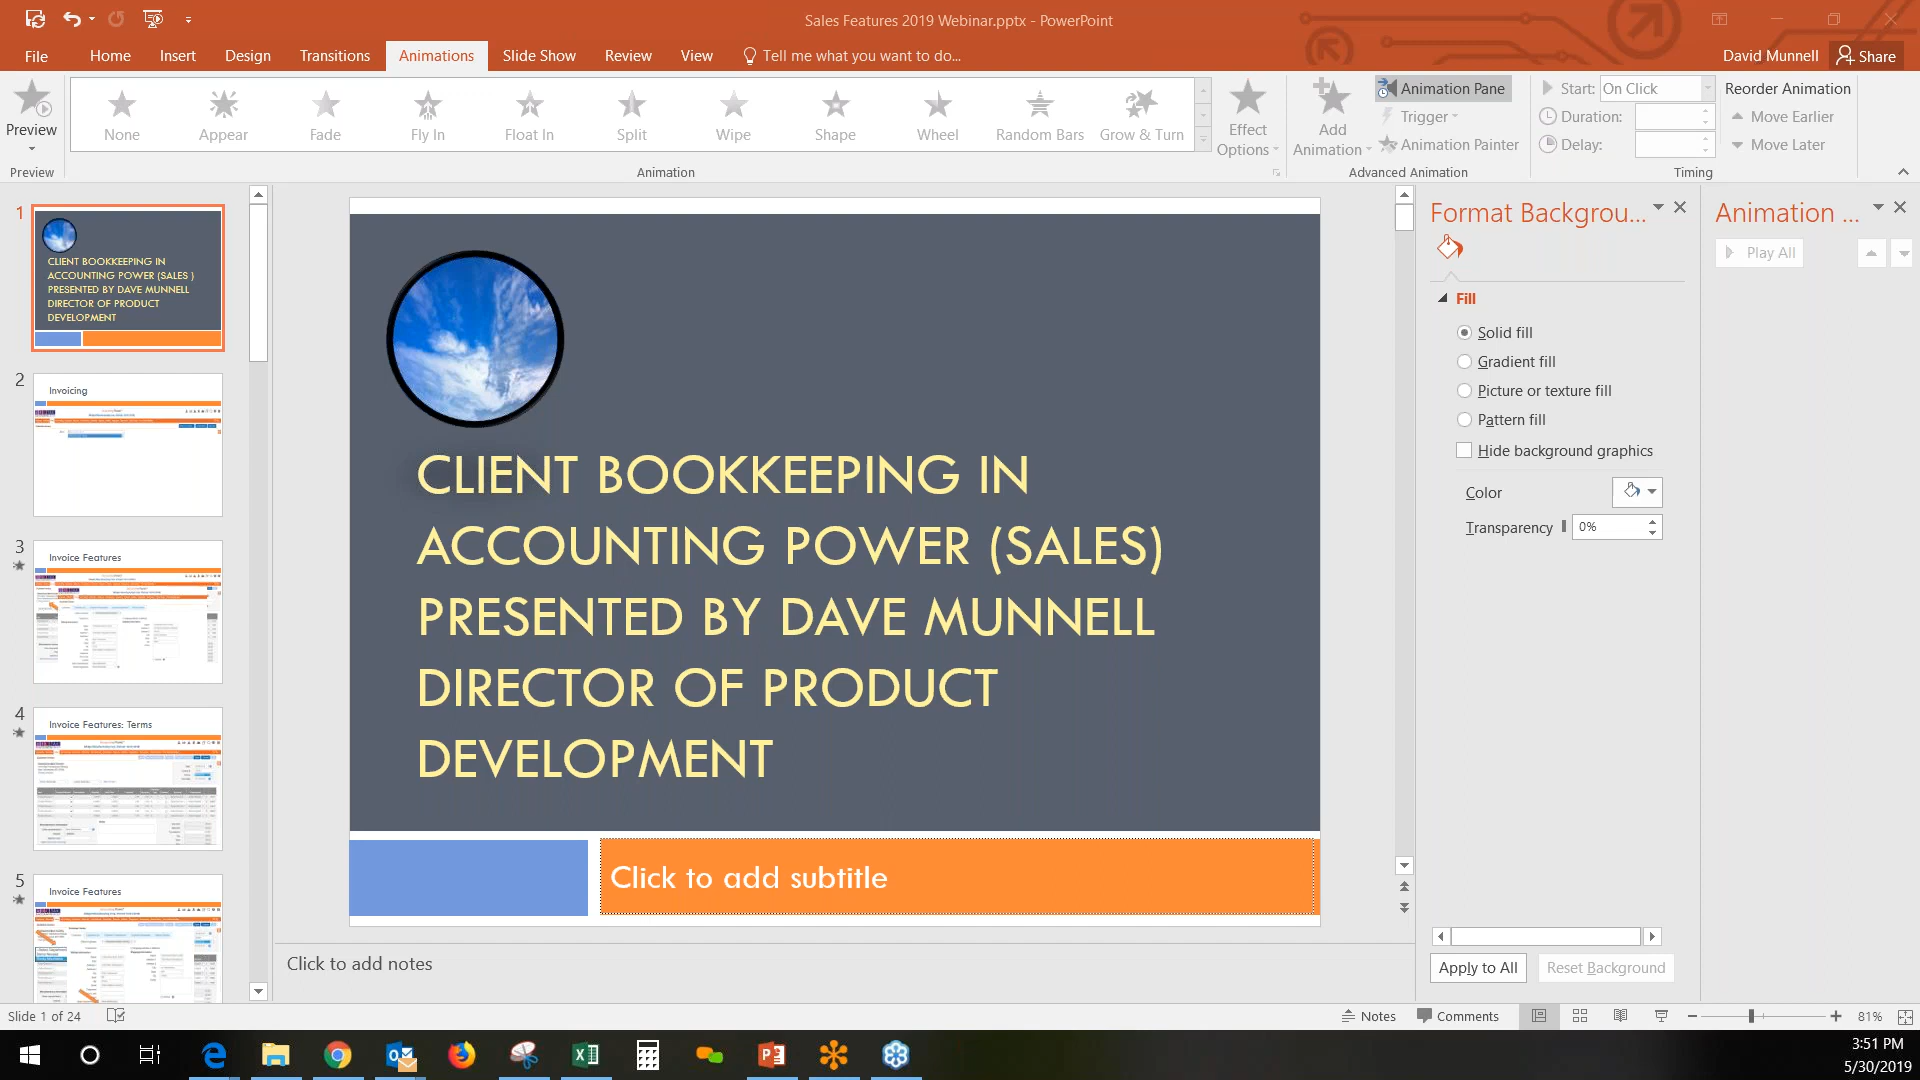 Sales Features 2019 Webinar.pptx - PowerPoint
File
Home
Insert
Design
Transitions
Animations
Slide Show
Review
View
Tell me what you want to do...
David Munnell
Share
Preview
None
Appear
Fade
Fly In
Float In
Split
Wipe
Shape
Wheel
Random Bars
Grow & Turn
Effect
Options
Add
Animation
Animation Pane
Trigger
Animation Painter
Start: On Click
Duration:
Delay:
Reorder Animation
Move Earlier
Move Later
Preview
Animation
Advanced Animation
Timing
1
CLIENT BOOKKEEPING IN
ACCOUNTING POWER (SALES )
PRESENTED BY DAVE MUNNELL
DIRECTOR OF PRODUCT
DEVELOPMENT
2
Invoicing
3
Invoice Features
4
Invoice Features: Terms
5
Invoice Features
CLIENT BOOKKEEPING IN
ACCOUNTING POWER (SALES)
PRESENTED BY DAVE MUNNELL
DIRECTOR OF PRODUCT
DEVELOPMENT
Click to add subtitle
Click to add notes
Format Backgrou...
Fill
Solid fill
Gradient fill
Picture or texture fill
Pattern fill
Hide background graphics
Color
Transparency 0%
Apply to All
Reset Background
Animation ...
Play All
Slide 1 of 24
Notes
Comments
81%
3:51 PM
5/30/2019